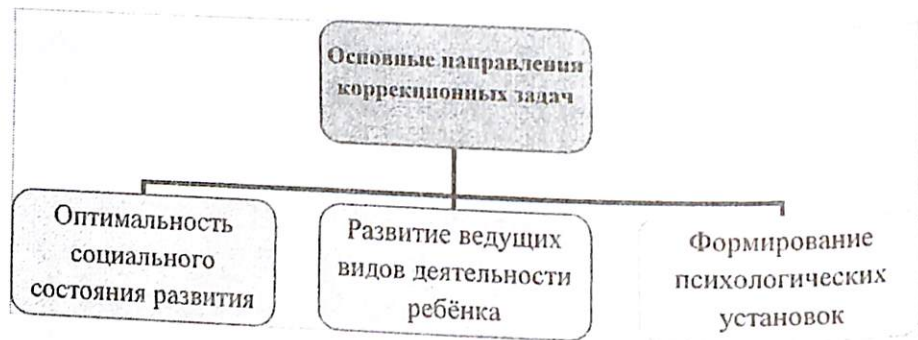 Основные направления
коррекционных задач
Оптимальность
социального
состояния развития
Развитие ведущих
видов деятельности
ребёнка
Формирование
психологических
установок